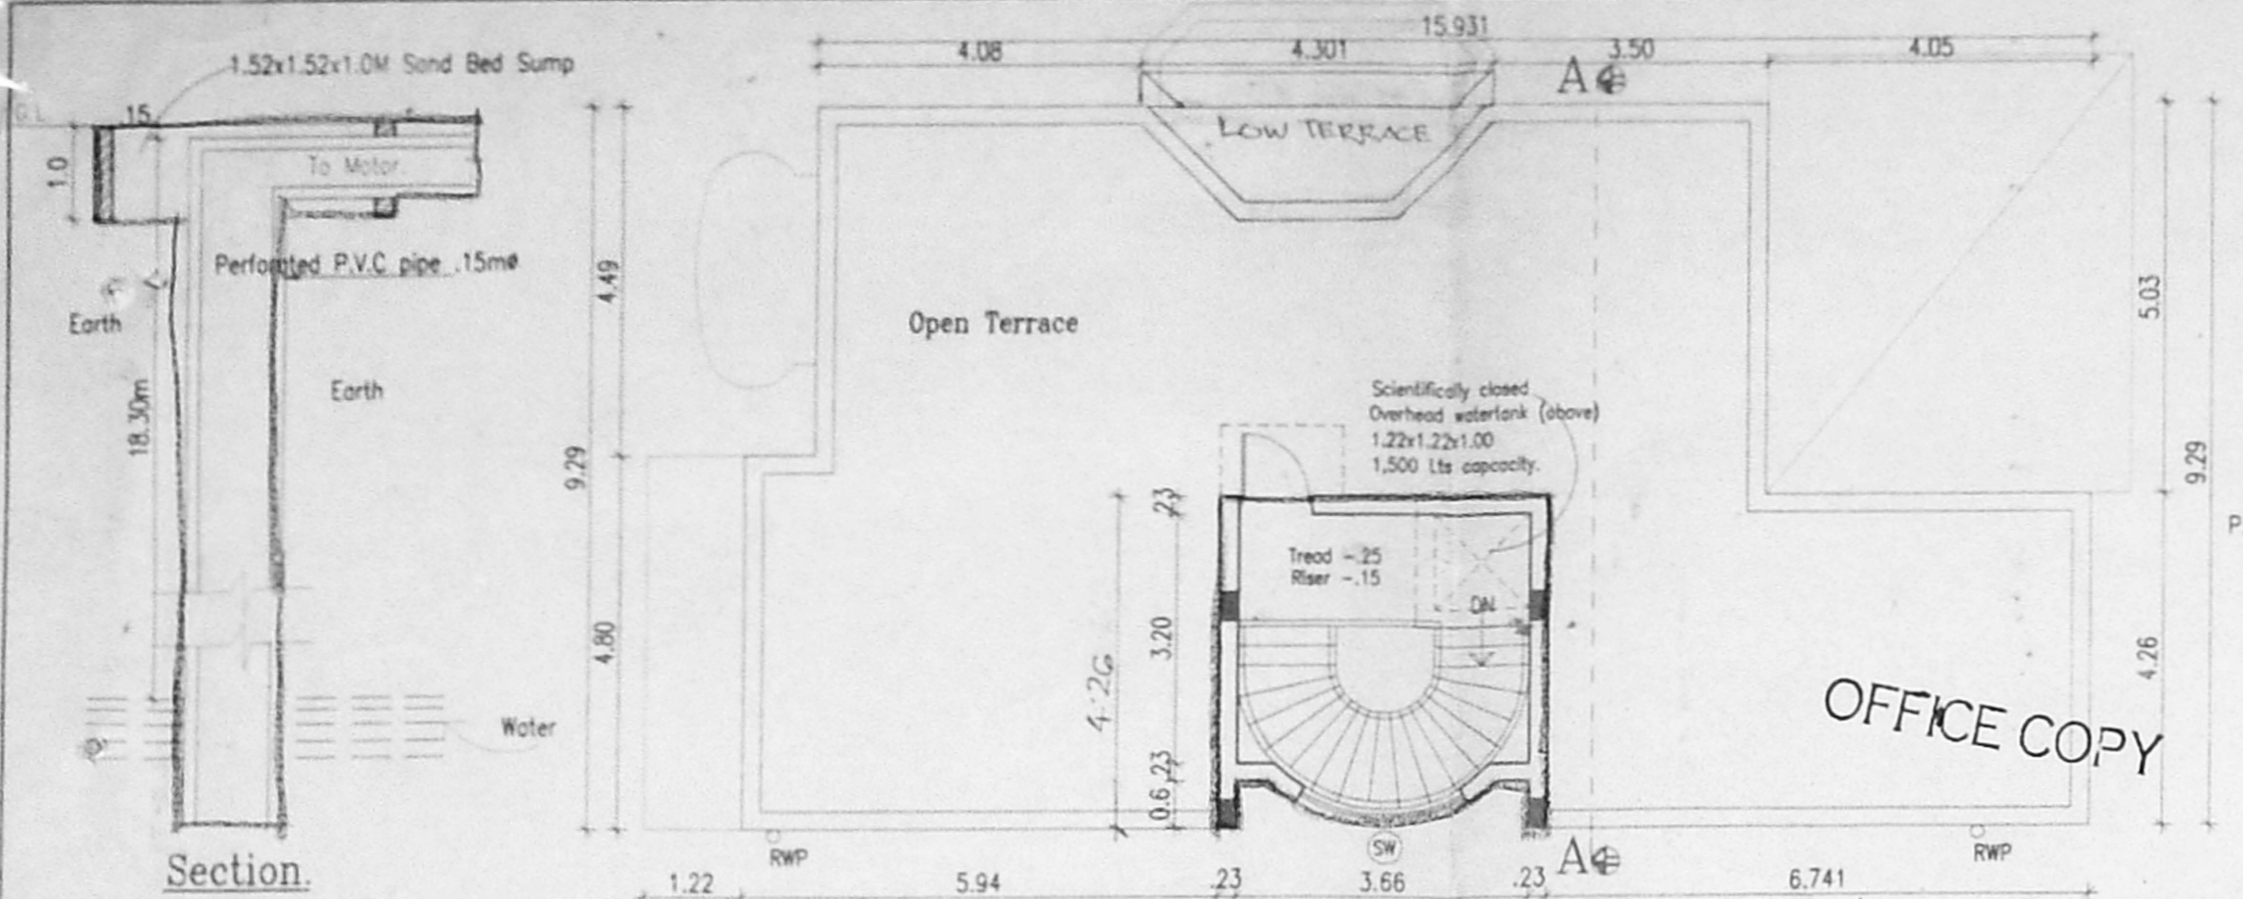 1.52x1.52x1.0M Sand Bed Sump
G.L
.15
1.0
To Motor.
Perforated P.V.C pipe .15mø
Earth
Earth
18.30m
Water
Section.
15.931
4.08
4.301
3.50
4.05
A
LOW TERRACE
4.49
9.29
4.80
Open Terrace
Scientifically closed
Overhead watertank (above)
1.22x1.22x1.00
1,500 Lts capcacity.
5.03
9.29
4.26
.23
3.20
4.26
.23
0.6
Tread -.25
Riser -.15
DN
OFFICE COPY
RWP
SW
A
RWP
1.22
5.94
.23
3.66
.23
6.741